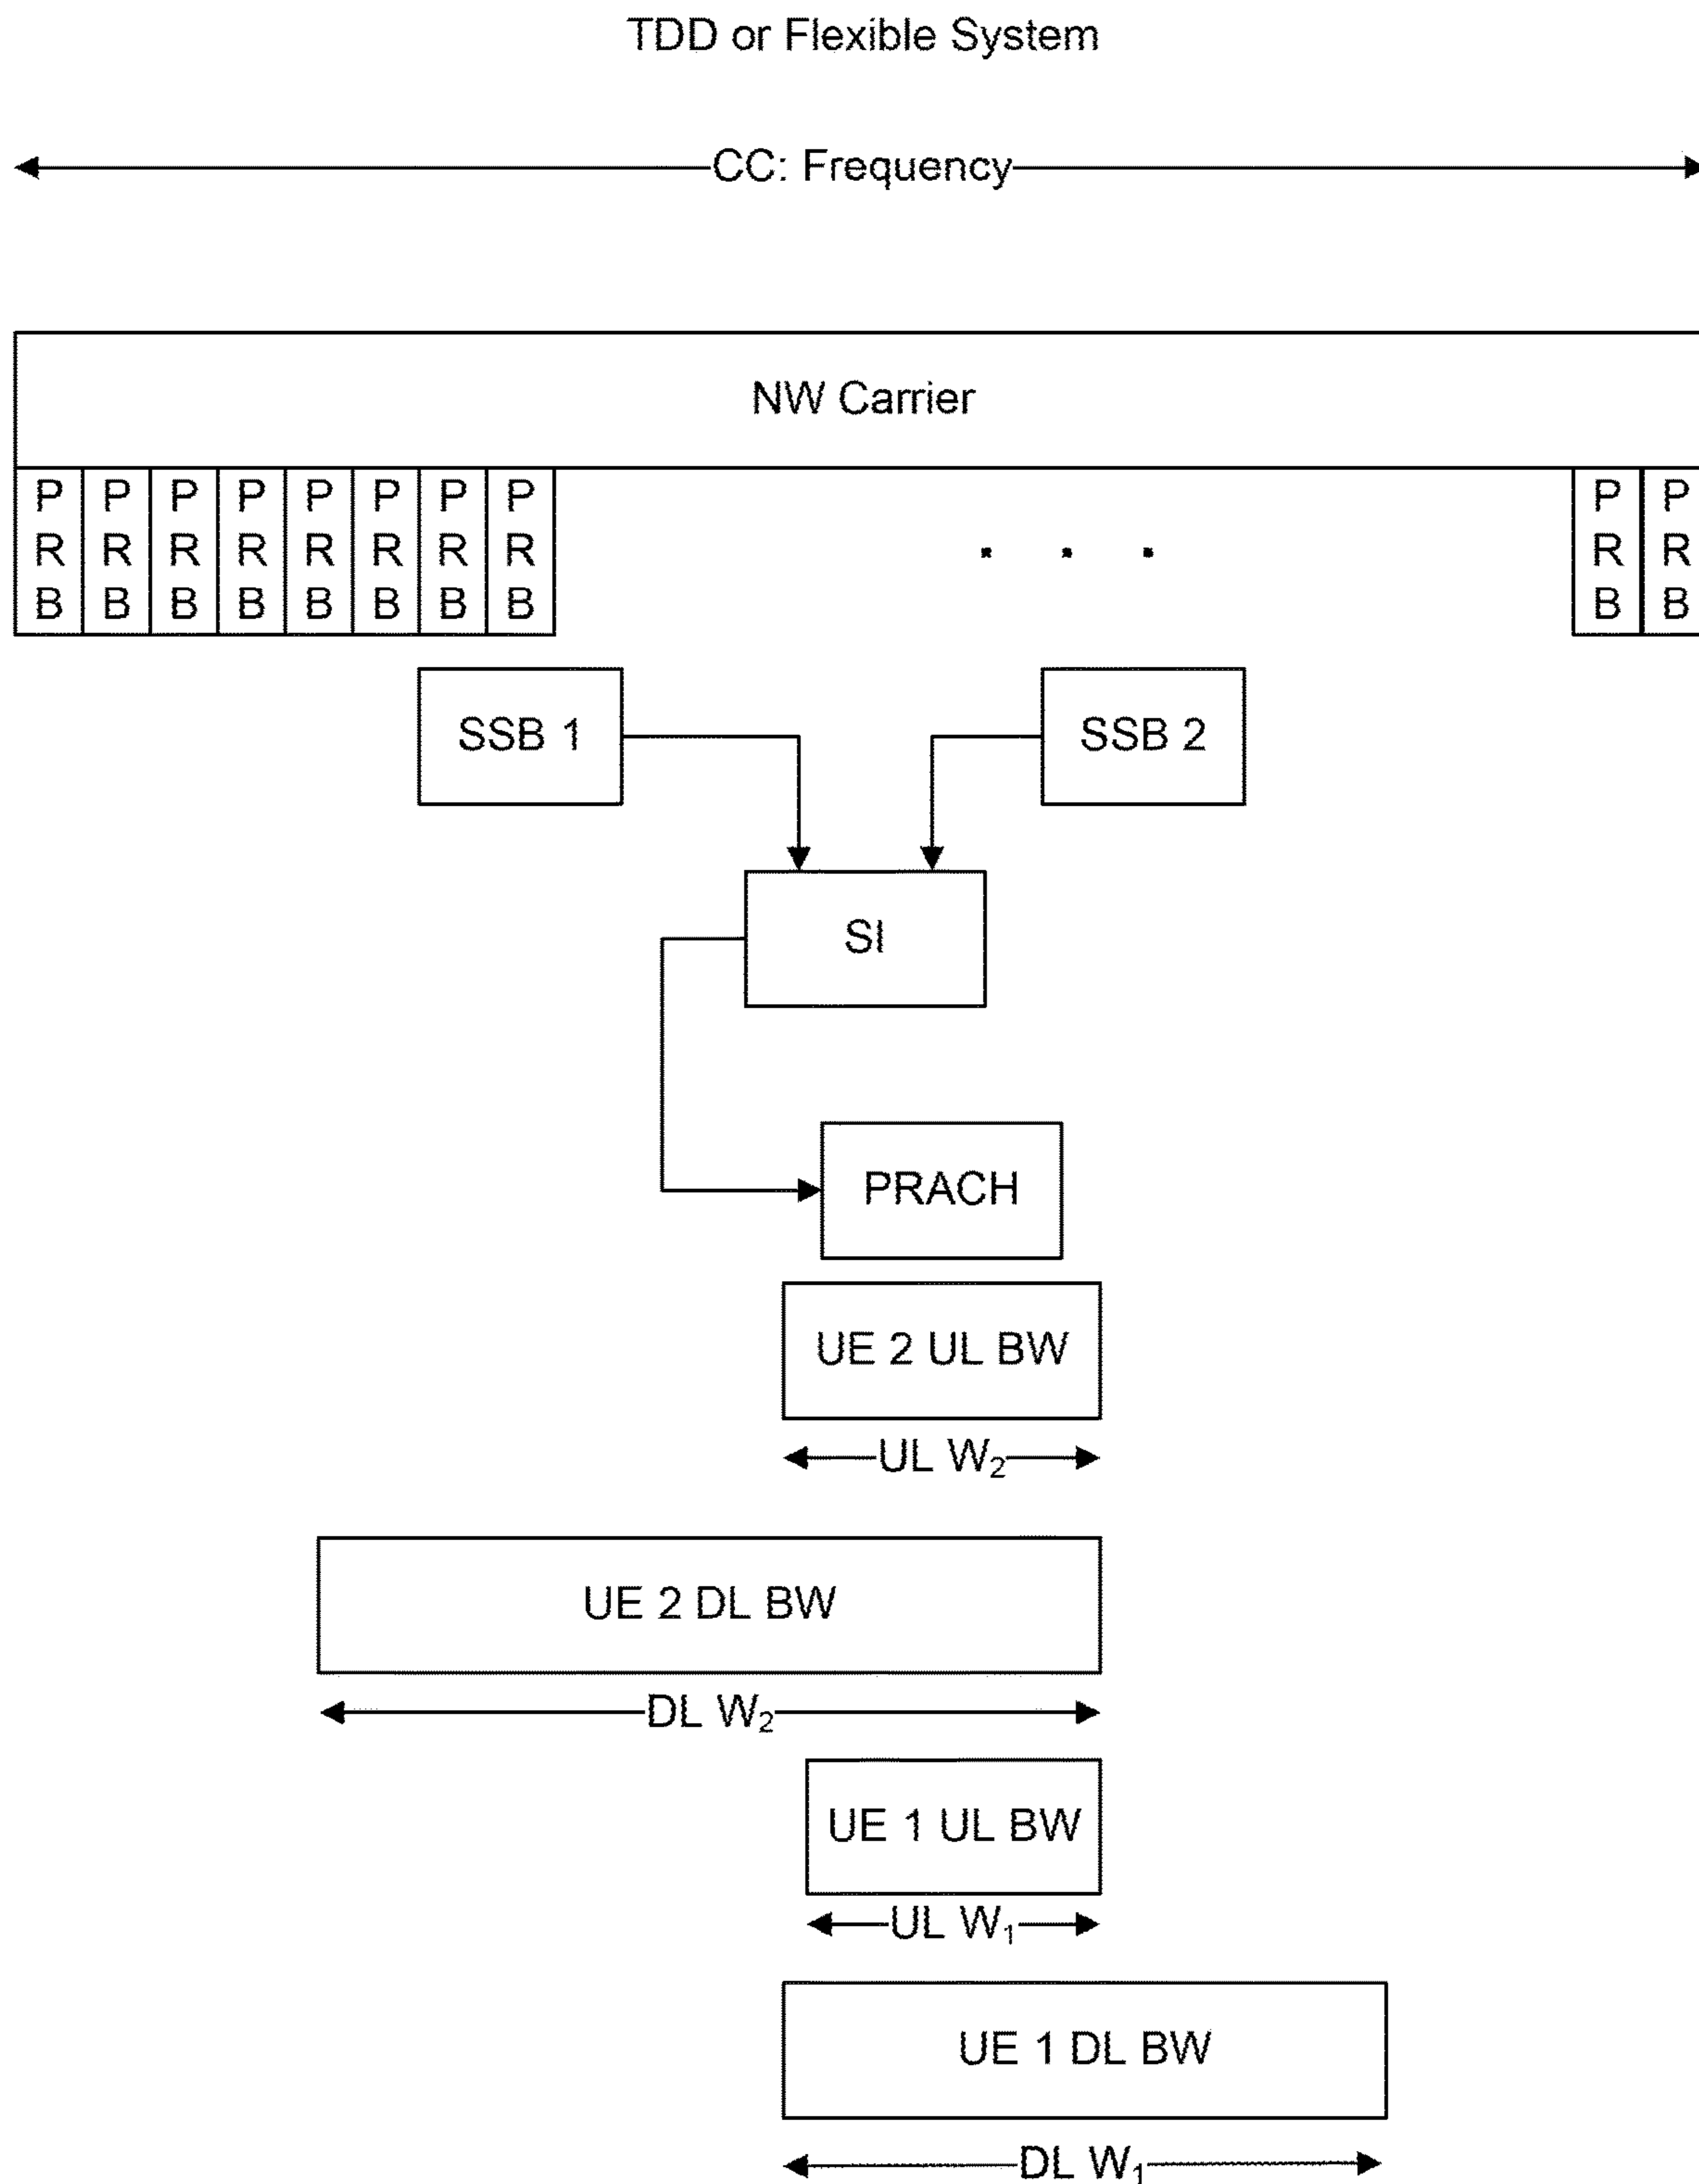 TDD or Flexible System
CC: Frequency
NW Carrier
P P P P P P P P P P
R R R R R R R R . . . R R
B B B B B B B B B B
SSB 1 SSB 2
SI
PRACH
UE 2 UL BW
UL W₂
UE 2 DL BW
DL W₂
UE 1 UL BW
UL W₁
UE 1 DL BW
DL W₁